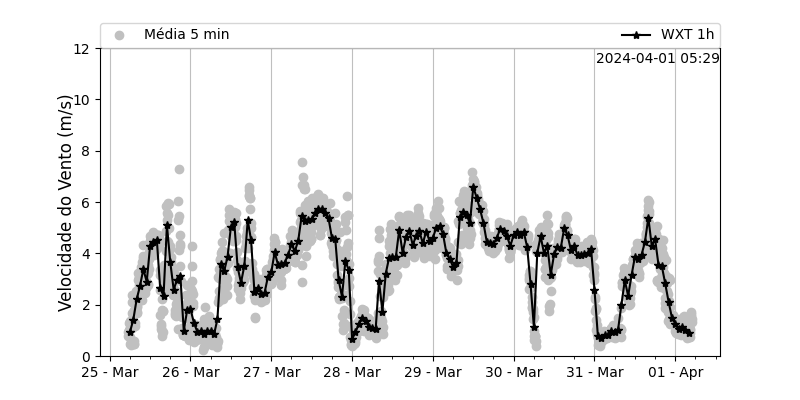 Média 5 min
WXT 1h
2024-04-01 05:29
Velocidade do Vento (m/s)
12
10
8
6
4
2
0
25 - Mar
26 - Mar
27 - Mar
28 - Mar
29 - Mar
30 - Mar
31 - Mar
01 - Apr